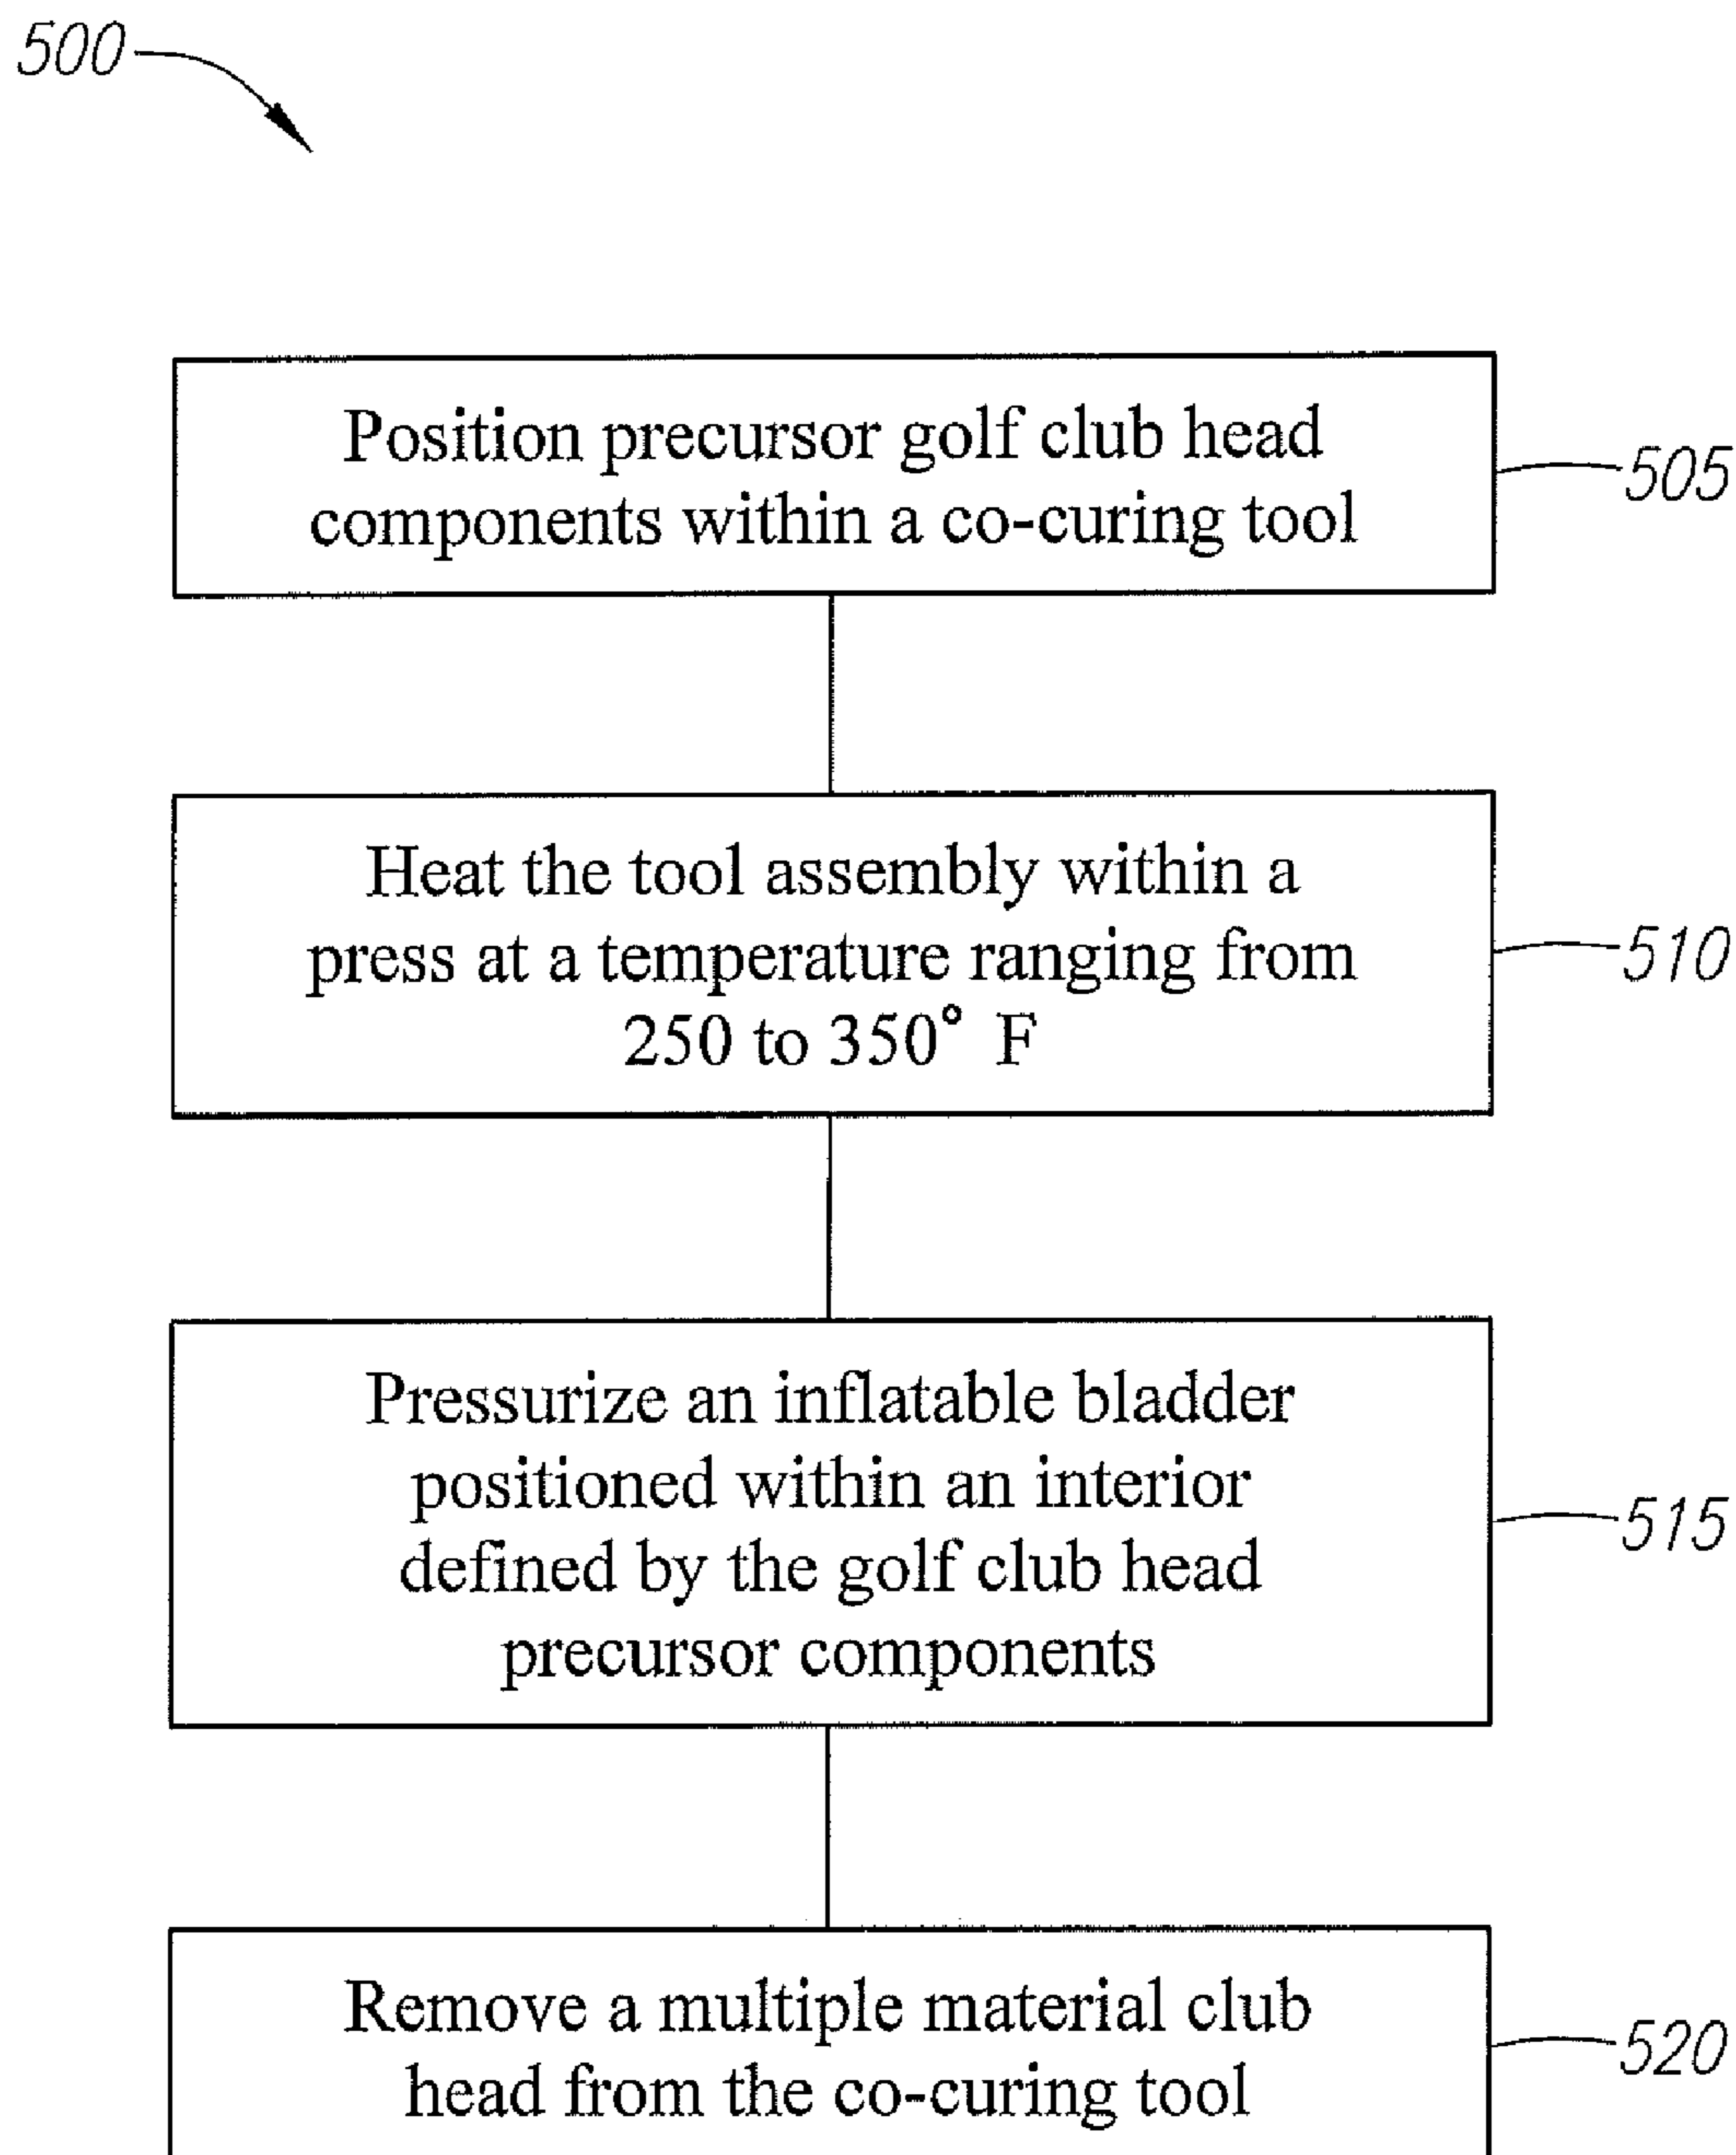 500
Position precursor golf club head
components within a co-curing tool
505
Heat the tool assembly within a
press at a temperature ranging from
250 to 350° F
510
Pressurize an inflatable bladder
positioned within an interior
defined by the golf club head
precursor components
515
Remove a multiple material club
head from the co-curing tool
520